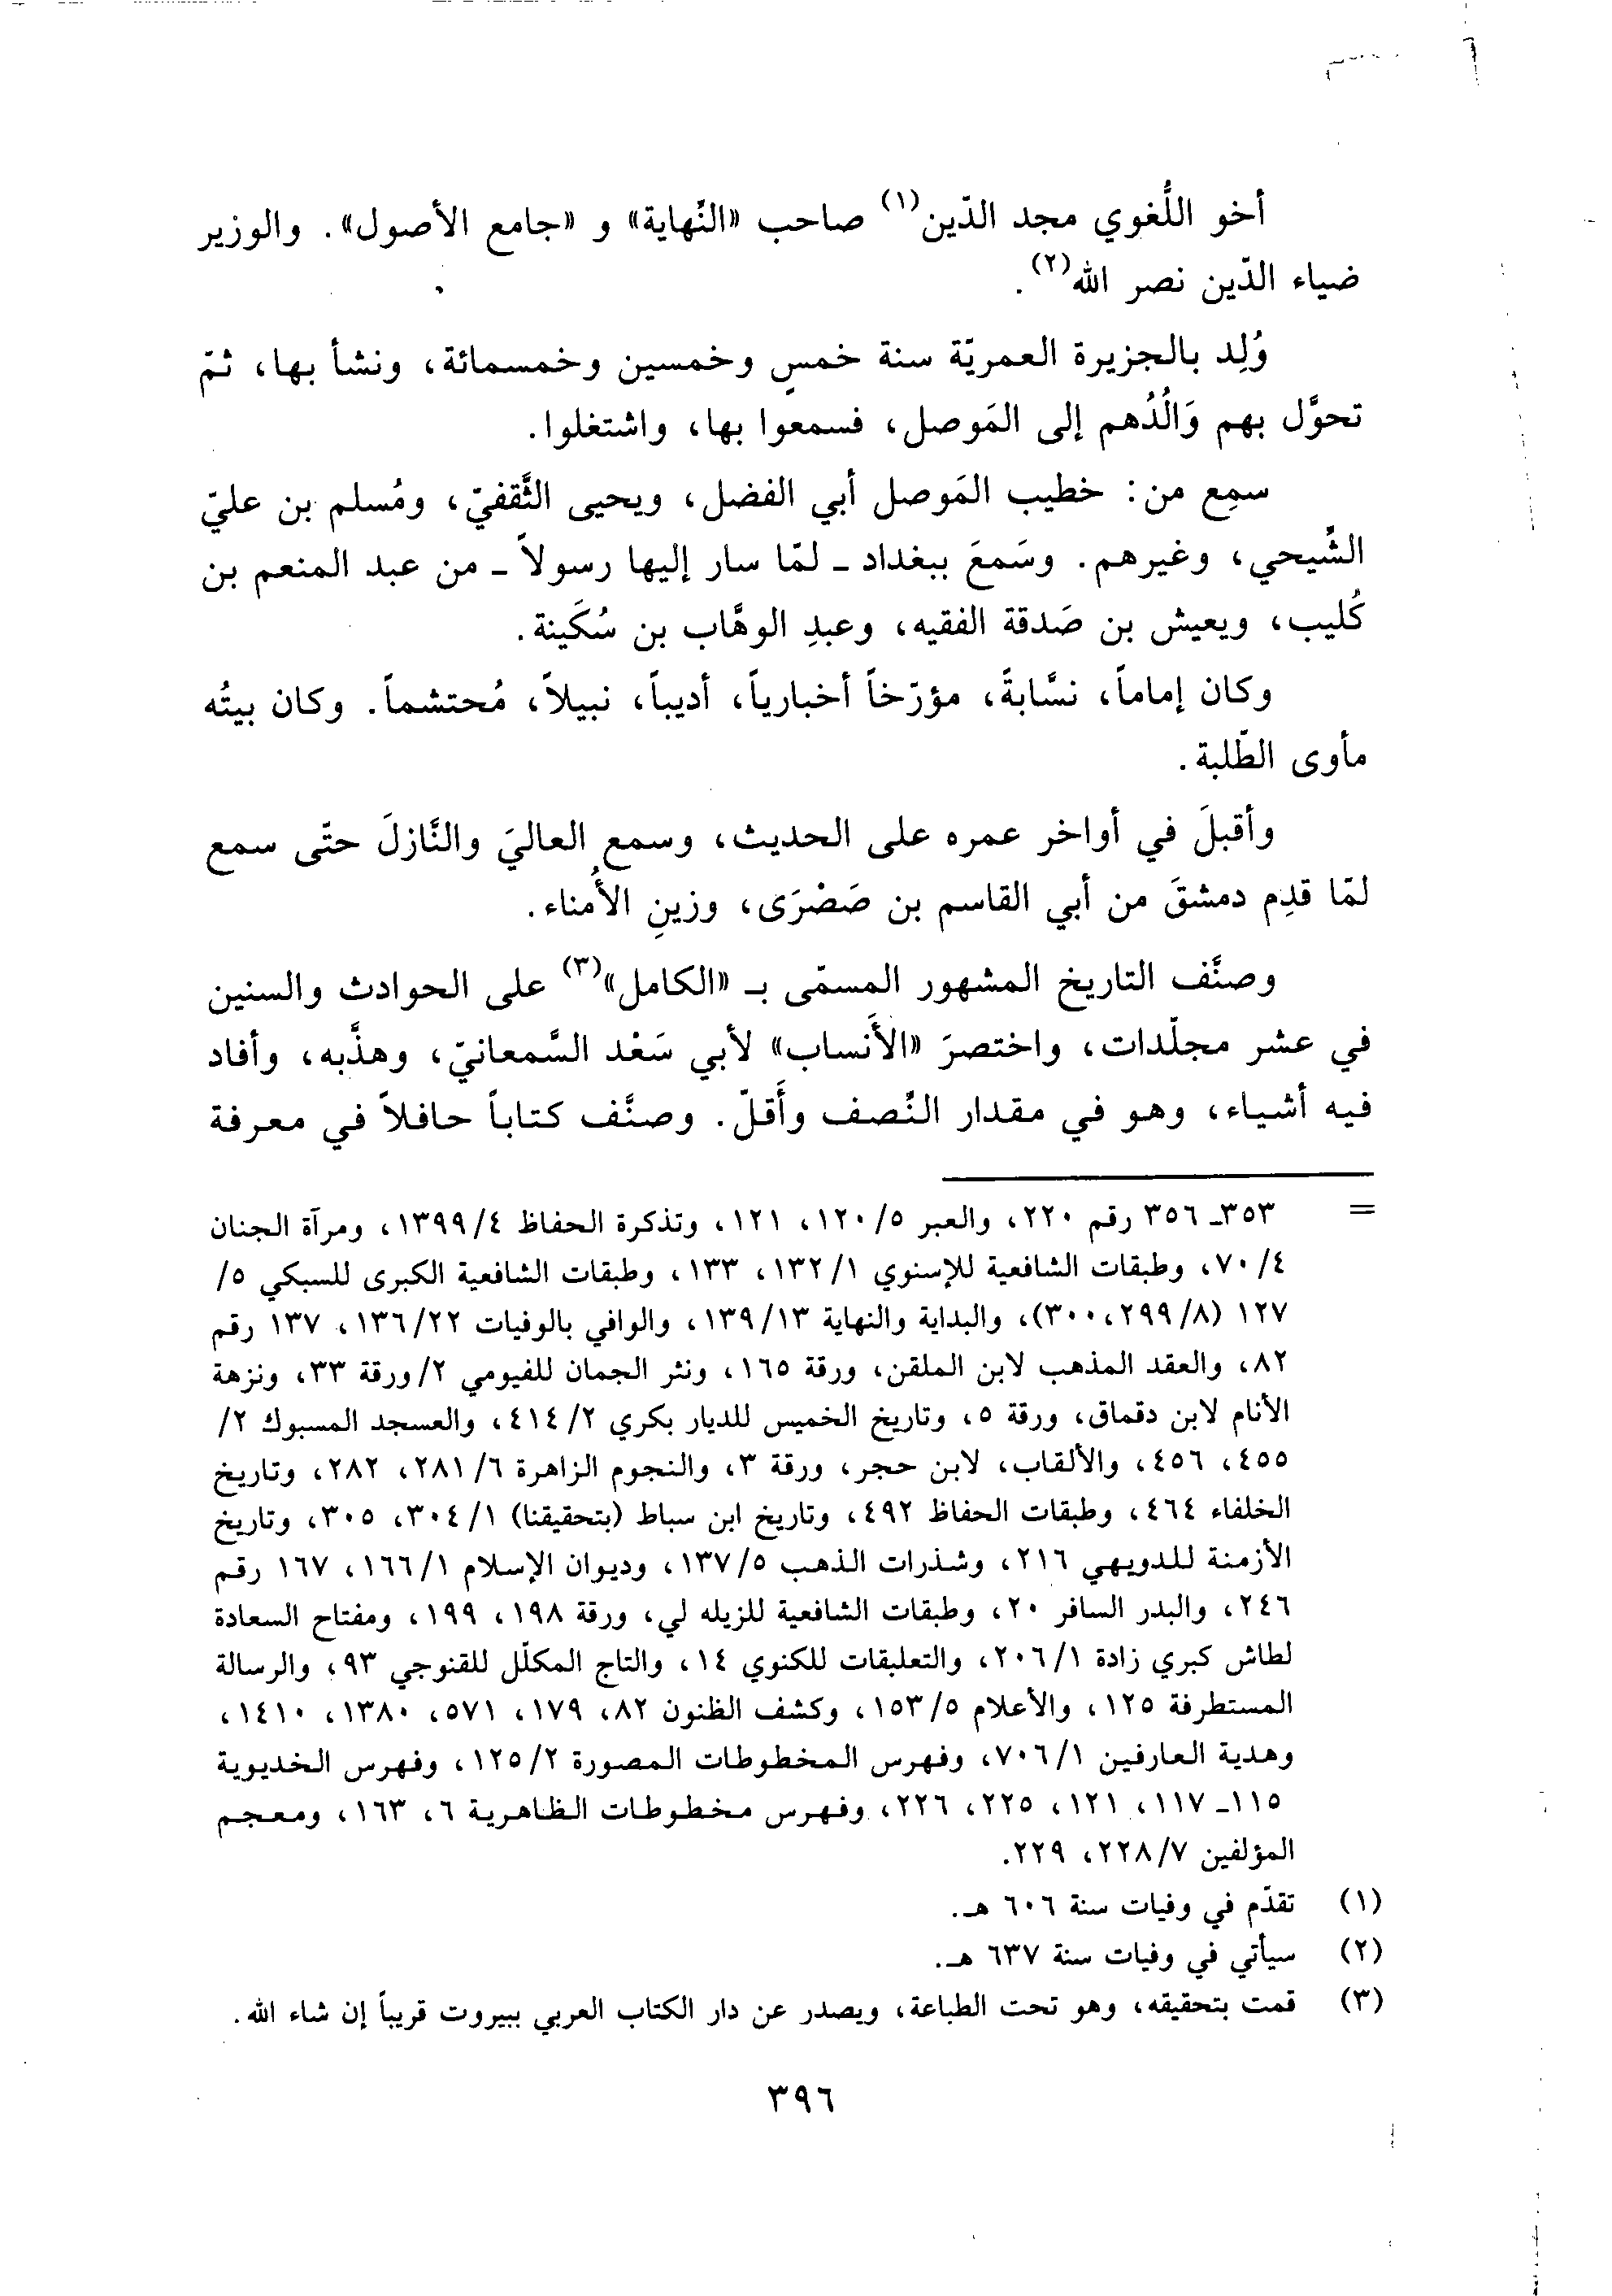 أخو اللُّغوي مجد الدّين(١) صاحب «النِّهاية» و «جامع الأصول». والوزير
ضياء الدّين نصر الله(٢).
وُلِد بالجزيرة العمريّة سنة خمسٍ وخمسين وخمسمائة، ونشأ بها، ثمّ
تحوَّل بهم وَالُدُهم إلى المَوصل، فسمعوا بها، واشتغلوا.
سمِع من: خطيب المَوصل أبي الفضل، ويحيى الثَّقفيّ، ومُسلم بن عليّ
الشِّيحي، وغيرهم. وسَمعَ ببغداد ـ لمّا سار إليها رسولاً ـ من عبد المنعم بن
كُليب، ويعيش بن صَدقة الفقيه، وعبدِ الوهَّاب بن سُكَينة.
وكان إماماً، نسَّابةً، مؤرّخاً أخبارياً، أديباً، نبيلاً، مُحتشماً. وكان بيتُه
مأوى الطّلبة.
وأقبلَ في أواخر عمره على الحديث، وسمع العاليَ والنَّازلَ حتّى سمع
لمّا قدِم دمشقَ من أبي القاسم بن صَصْرَى، وزينِ الأُمناء.
وصنَّف التاريخ المشهور المسمّى بـ «الكامل»(٣) على الحوادث والسنين
في عشر مجلّدات، واختصرَ «الأَنساب» لأبي سَعْد السَّمعانيّ، وهذَّبه، وأفاد
فيه أشياء، وهو في مقدار النِّصف وأَقلّ. وصنَّف كتاباً حافلاً في معرفة
= ٣٥٣ـ ٣٥٦ رقم ٢٢٠، والعبر ٥/ ١٢٠، ١٢١، وتذكرة الحفاظ ٤/ ١٣٩٩، ومرآة الجنان
٤/ ٧٠، وطبقات الشافعية للإسنوي ١/ ١٣٢، ١٣٣، وطبقات الشافعية الكبرى للسبكي ٥/
١٢٧ (٨/ ٢٩٩، ٣٠٠)، والبداية والنهاية ١٣/ ١٣٩، والوافي بالوفيات ٢٢/ ١٣٦، ١٣٧ رقم
٨٢، والعقد المذهب لابن الملقن، ورقة ١٦٥، ونثر الجمان للفيومي ٢/ ورقة ٣٣، ونزهة
الأنام لابن دقماق، ورقة ٥، وتاريخ الخميس للديار بكري ٢/ ٤١٤، والعسجد المسبوك ٢/
٤٥٥، ٤٥٦، والألقاب، لابن حجر، ورقة ٣، والنجوم الزاهرة ٦/ ٢٨١، ٢٨٢، وتاريخ
الخلفاء ٤٦٤، وطبقات الحفاظ ٤٩٢، وتاريخ ابن سباط (بتحقيقنا) ١/ ٣٠٤، ٣٠٥، وتاريخ
الأزمنة للدويهي ٢١٦، وشذرات الذهب ٥/ ١٣٧، وديوان الإسلام ١/ ١٦٦، ١٦٧ رقم
٢٤٦، والبدر السافر ٢٠، وطبقات الشافعية للزيله لي، ورقة ١٩٨، ١٩٩، ومفتاح السعادة
لطاش كبري زادة ١/ ٢٠٦، والتعليقات للكنوي ١٤، والتاج المكلّل للقنوجي ٩٣، والرسالة
المستطرفة ١٢٥، والأعلام ٥/ ١٥٣، وكشف الظنون ٨٢، ١٧٩، ٥٧١، ١٣٨٠، ١٤١٠،
وهدية العارفين ١/ ٧٠٦، وفهرس المخطوطات المصورة ٢/ ١٢٥، وفهرس الخديوية
١١٥ـ ١١٧، ١٢١، ٢٢٥، ٢٢٦، وفهرس مخطوطات الظاهرية ٦، ١٦٣، ومعجم
المؤلفين ٧/ ٢٢٨، ٢٢٩.
(١) تقدّم في وفيات سنة ٦٠٦ هـ.
(٢) سيأتي في وفيات سنة ٦٣٧ هـ.
(٣) قمت بتحقيقه، وهو تحت الطباعة، ويصدر عن دار الكتاب العربي ببيروت قريباً إن شاء الله.
٣٩٦